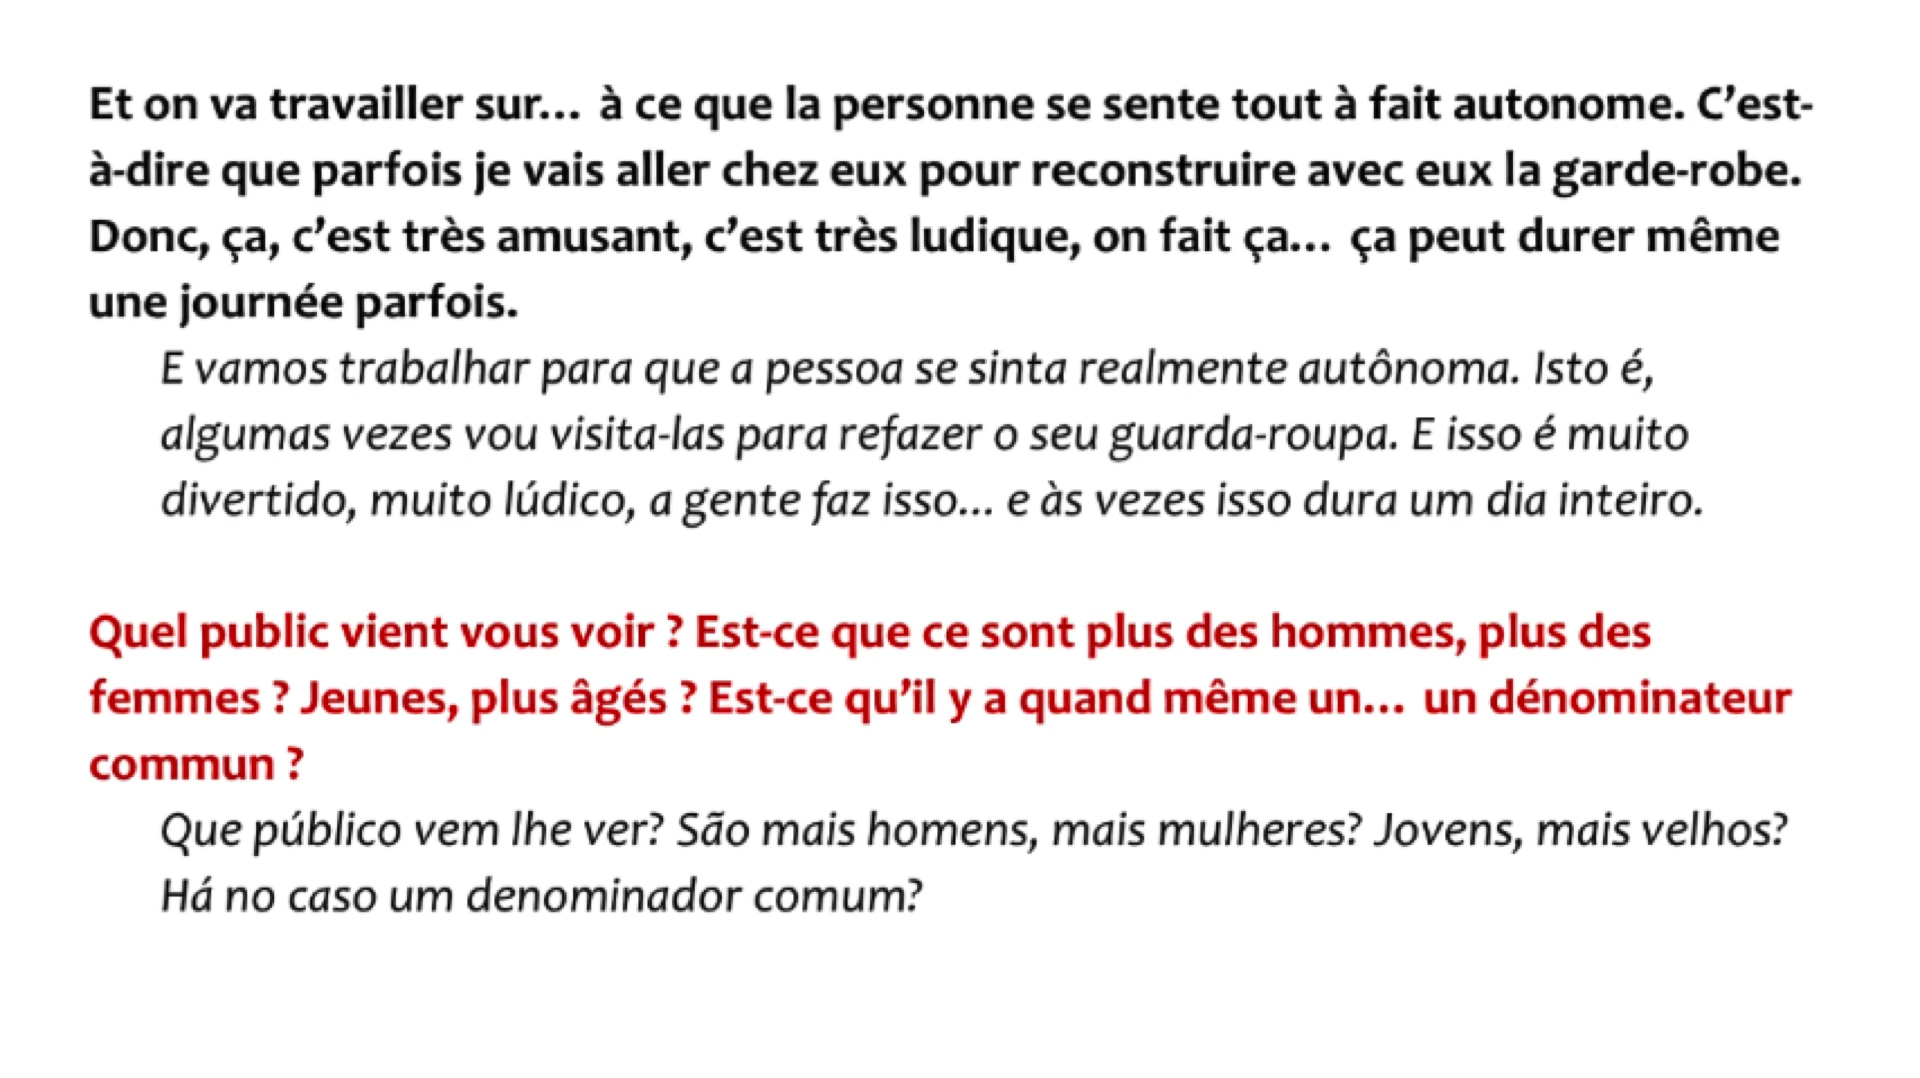 Et on va travailler sur... à ce que la personne se sente tout à fait autonome. C’est-
à-dire que parfois je vais aller chez eux pour reconstruire avec eux la garde-robe.
Donc, ça, c’est très amusant, c’est très ludique, on fait ça... ça peut durer même
une journée parfois.
E vamos trabalhar para que a pessoa se sinta realmente autônoma. Isto é,
algumas vezes vou visita-las para refazer o seu guarda-roupa. E isso é muito
divertido, muito lúdico, a gente faz isso... e às vezes isso dura um dia inteiro.
Quel public vient vous voir ? Est-ce que ce sont plus des hommes, plus des
femmes ? Jeunes, plus âgés ? Est-ce qu’il y a quand même un... un dénominateur
commun ?
Que público vem lhe ver? São mais homens, mais mulheres? Jovens, mais velhos?
Há no caso um denominador comum?